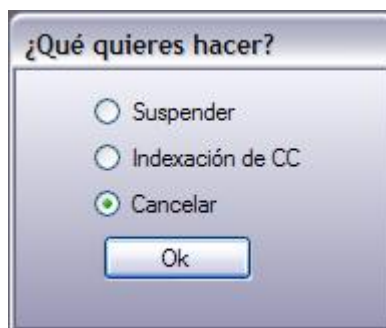 ¿Qué quieres hacer?
Suspender
Indexación de CC
Cancelar
Ok